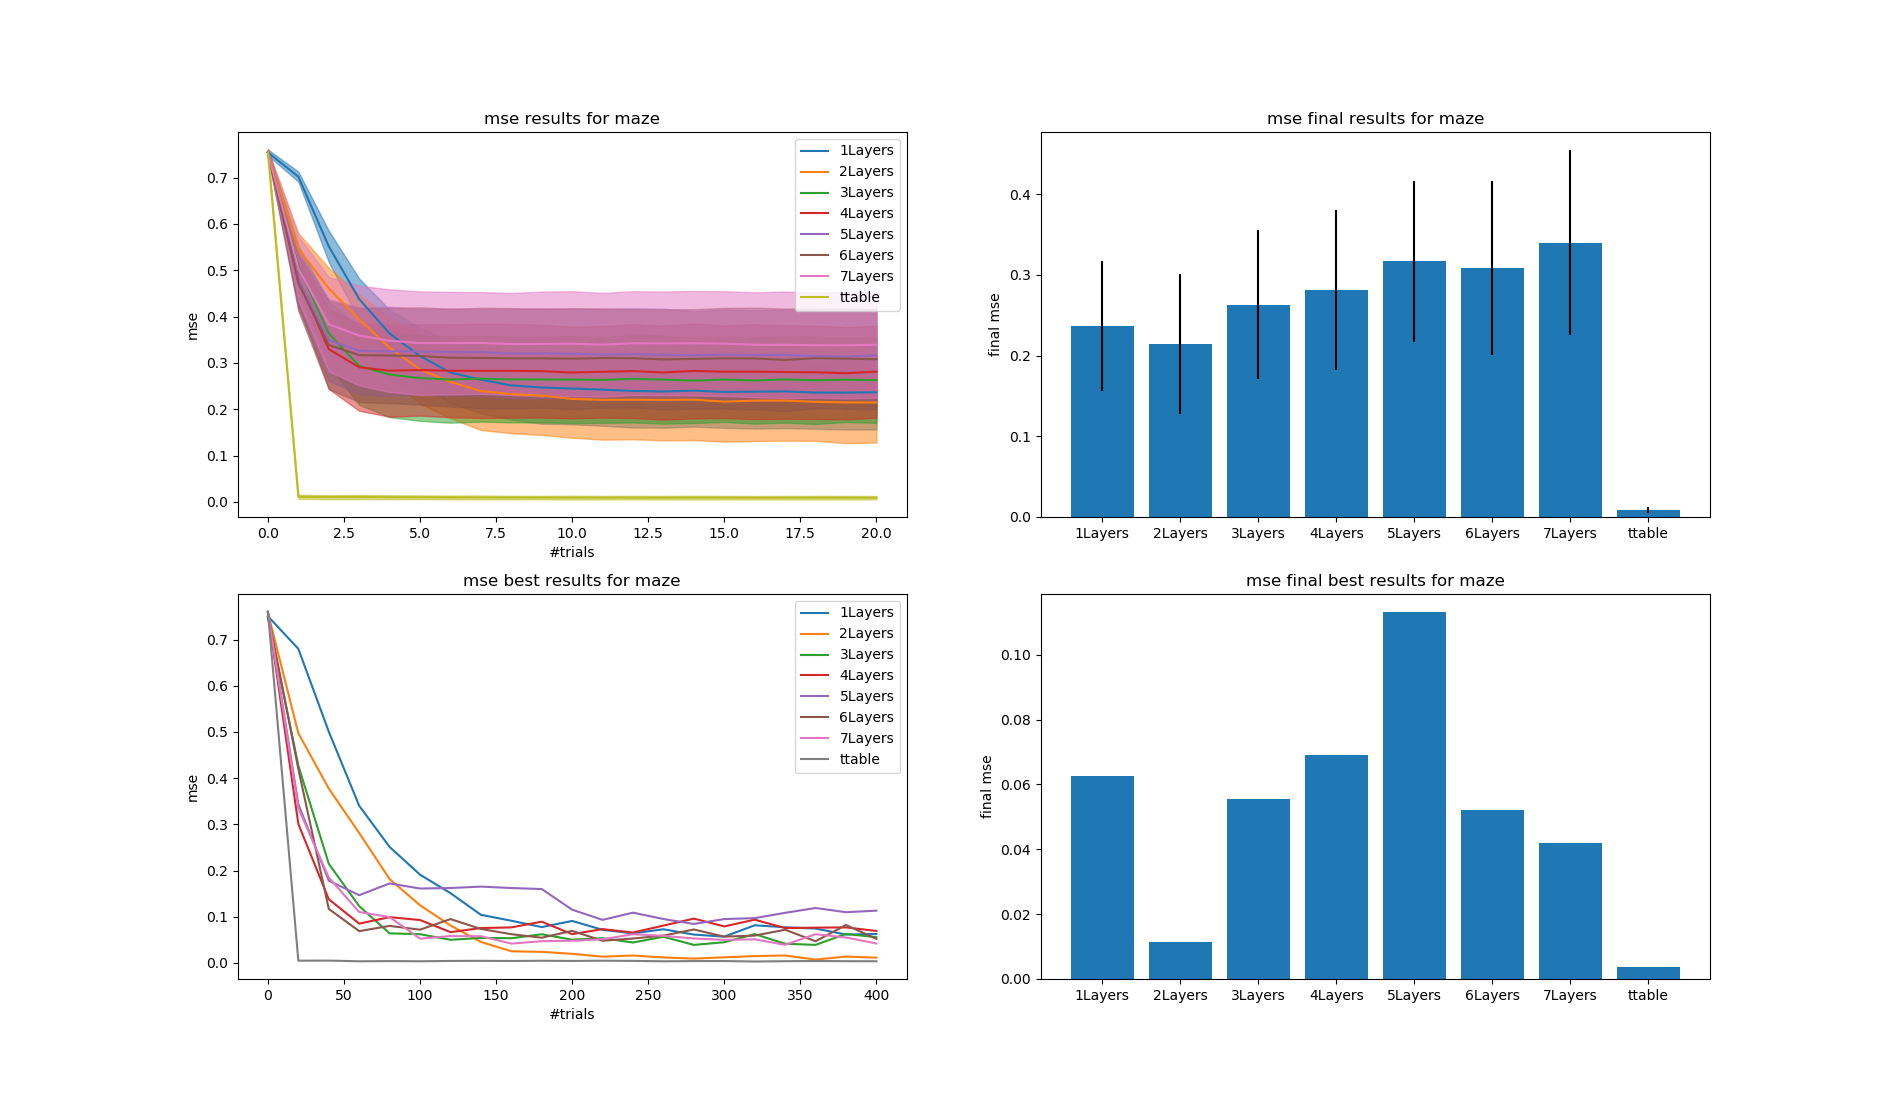 mse results for maze
mse
0.7
0.6
0.5
0.4
0.3
0.2
0.1
0.0
1Layers
2Layers
3Layers
4Layers
5Layers
6Layers
7Layers
ttable
0.0 2.5 5.0 7.5 10.0 12.5 15.0 17.5 20.0
#trials
mse final results for maze
final mse
0.4
0.3
0.2
0.1
0.0
1Layers 2Layers 3Layers 4Layers 5Layers 6Layers 7Layers ttable
mse best results for maze
mse
0.7
0.6
0.5
0.4
0.3
0.2
0.1
0.0
1Layers
2Layers
3Layers
4Layers
5Layers
6Layers
7Layers
ttable
0 50 100 150 200 250 300 350 400
#trials
mse final best results for maze
final mse
0.10
0.08
0.06
0.04
0.02
0.00
1Layers 2Layers 3Layers 4Layers 5Layers 6Layers 7Layers ttable